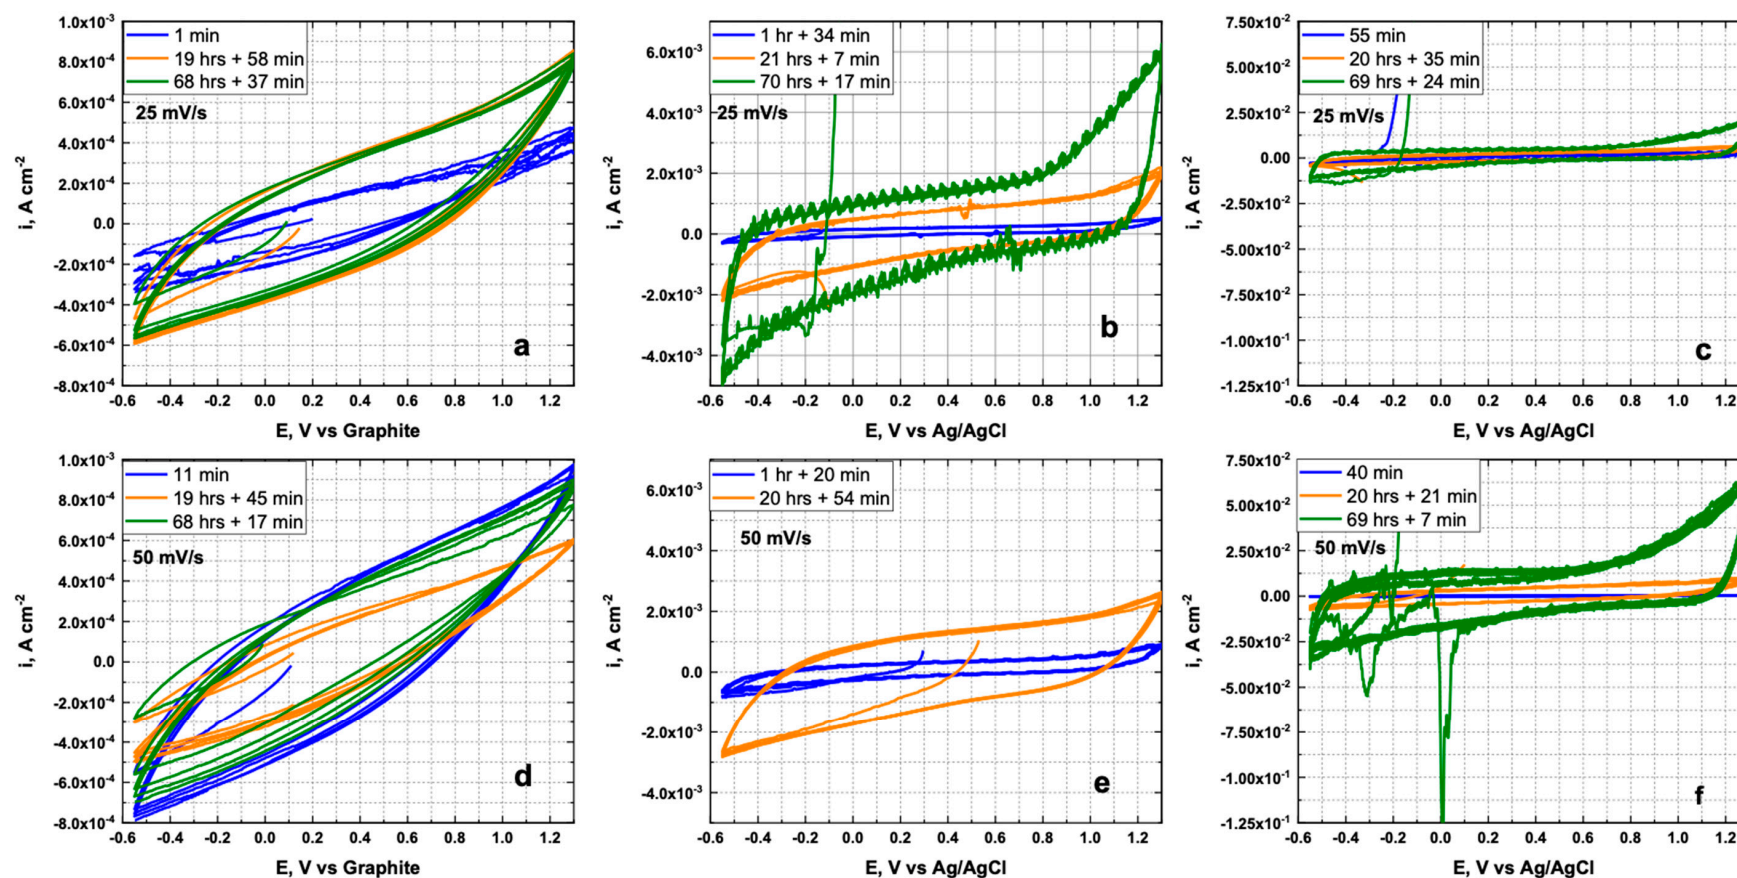 1.0x10⁻³
8.0x10⁻⁴
6.0x10⁻⁴
4.0x10⁻⁴
2.0x10⁻⁴
0.0
-2.0x10⁻⁴
-4.0x10⁻⁴
-6.0x10⁻⁴
-8.0x10⁻⁴
i, A cm⁻²
1 min
19 hrs + 58 min
68 hrs + 37 min
25 mV/s
a
-0.6 -0.4 -0.2 0.0 0.2 0.4 0.6 0.8 1.0 1.2
E, V vs Graphite
6.0x10⁻³
4.0x10⁻³
2.0x10⁻³
0.0
-2.0x10⁻³
-4.0x10⁻³
i, A cm⁻²
1 hr + 34 min
21 hrs + 7 min
70 hrs + 17 min
25 mV/s
b
-0.6 -0.4 -0.2 0.0 0.2 0.4 0.6 0.8 1.0 1.2
E, V vs Ag/AgCl
7.50x10⁻²
5.00x10⁻²
2.50x10⁻²
0.00
-2.50x10⁻²
-5.00x10⁻²
-7.50x10⁻²
-1.00x10⁻¹
-1.25x10⁻¹
i, A cm⁻²
55 min
20 hrs + 35 min
69 hrs + 24 min
25 mV/s
c
-0.6 -0.4 -0.2 0.0 0.2 0.4 0.6 0.8 1.0 1.2
E, V vs Ag/AgCl
1.0x10⁻³
8.0x10⁻⁴
6.0x10⁻⁴
4.0x10⁻⁴
2.0x10⁻⁴
0.0
-2.0x10⁻⁴
-4.0x10⁻⁴
-6.0x10⁻⁴
-8.0x10⁻⁴
i, A cm⁻²
11 min
19 hrs + 45 min
68 hrs + 17 min
50 mV/s
d
-0.6 -0.4 -0.2 0.0 0.2 0.4 0.6 0.8 1.0 1.2
E, V vs Graphite
6.0x10⁻³
4.0x10⁻³
2.0x10⁻³
0.0
-2.0x10⁻³
-4.0x10⁻³
i, A cm⁻²
1 hr + 20 min
20 hrs + 54 min
50 mV/s
e
-0.6 -0.4 -0.2 0.0 0.2 0.4 0.6 0.8 1.0 1.2
E, V vs Ag/AgCl
7.50x10⁻²
5.00x10⁻²
2.50x10⁻²
0.00
-2.50x10⁻²
-5.00x10⁻²
-7.50x10⁻²
-1.00x10⁻¹
-1.25x10⁻¹
i, A cm⁻²
40 min
20 hrs + 21 min
69 hrs + 7 min
50 mV/s
f
-0.6 -0.4 -0.2 0.0 0.2 0.4 0.6 0.8 1.0 1.2
E, V vs Ag/AgCl